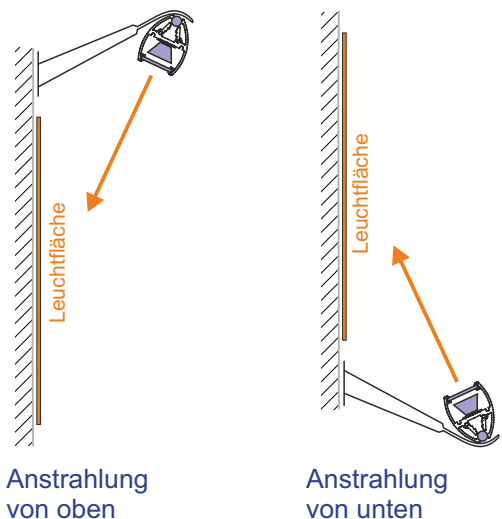 Leuchtfläche
Leuchtfläche
Anstrahlung
von oben
Anstrahlung
von unten